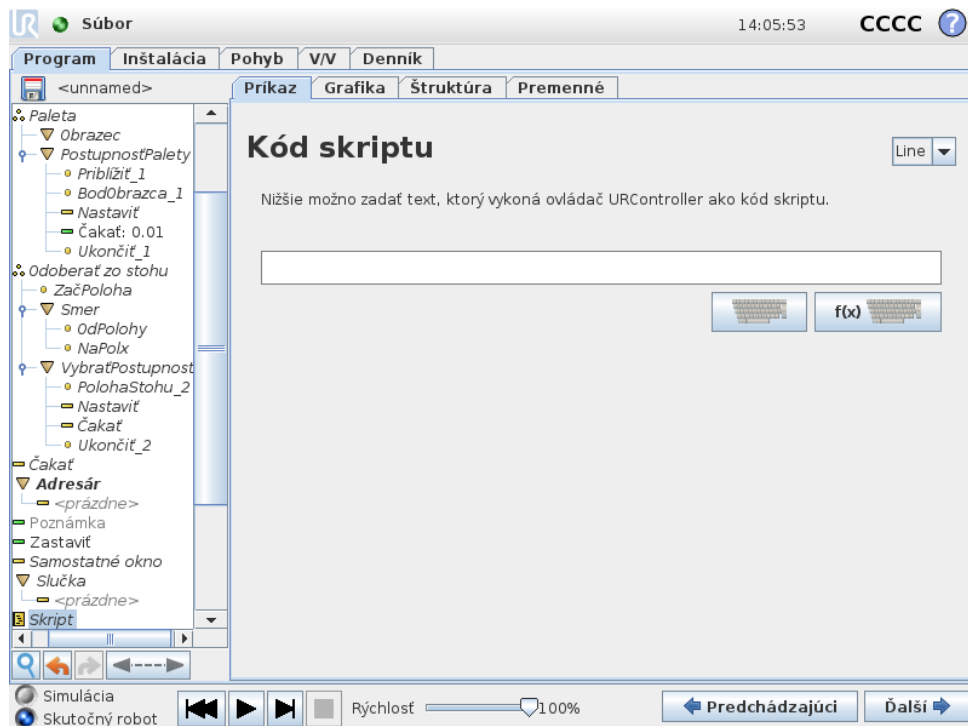 UR Súbor 14:05:53 CCCC ?
Program Inštalácia Pohyb V/V Denník
<unnamed> Príkaz Grafika Štruktúra Premenné
Paleta
Obrazec
PostupnosťPalety
Priblížiť_1
BodObrazca_1
Nastaviť
Čakať: 0.01
Ukončiť_1
Odoberať zo stohu
ZačPoloha
Smer
OdPolohy
NaPolx
VybraťPostupnosť
PolohaStohu_2
Nastaviť
Čakať
Ukončiť_2
Čakať
Adresár
<prázdne>
Poznámka
Zastaviť
Samostatné okno
Slučka
<prázdne>
Skript
Kód skriptu
Line
Nižšie možno zadať text, ktorý vykoná ovládač URController ako kód skriptu.
f(x)
Simulácia
Skutočný robot
Rýchlosť 100%
Predchádzajúci Ďalší